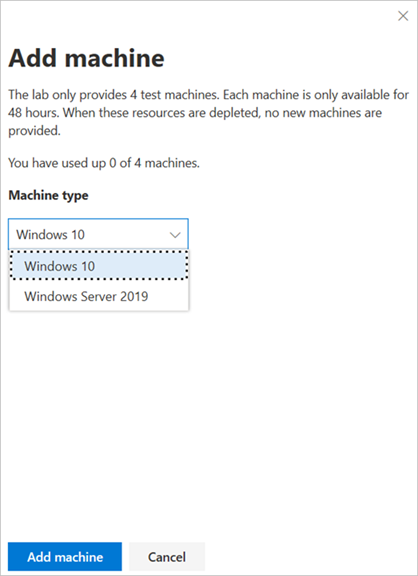 Add machine
The lab only provides 4 test machines. Each machine is only available for
48 hours. When these resources are depleted, no new machines are
provided.
You have used up 0 of 4 machines.
Machine type
Windows 10
Windows 10
Windows Server 2019
Add machine
Cancel